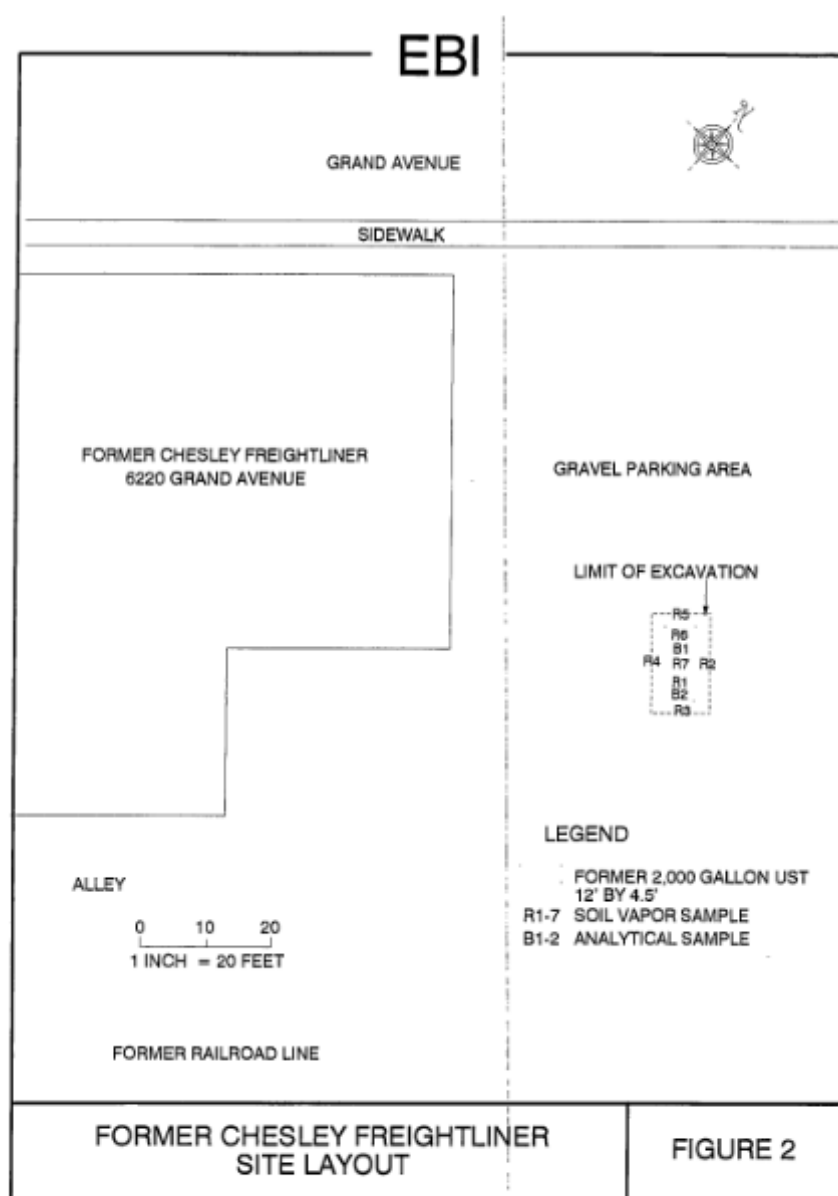 EBI
GRAND AVENUE
SIDEWALK
FORMER CHESLEY FREIGHTLINER
6220 GRAND AVENUE
GRAVEL PARKING AREA
LIMIT OF EXCAVATION
R5
R6
B1
R4 R7 R2
R1
B2
R3
LEGEND
FORMER 2,000 GALLON UST
12' BY 4.5'
R1-7 SOIL VAPOR SAMPLE
B1-2 ANALYTICAL SAMPLE
ALLEY
0 10 20
1 INCH = 20 FEET
FORMER RAILROAD LINE
FORMER CHESLEY FREIGHTLINER
SITE LAYOUT
FIGURE 2